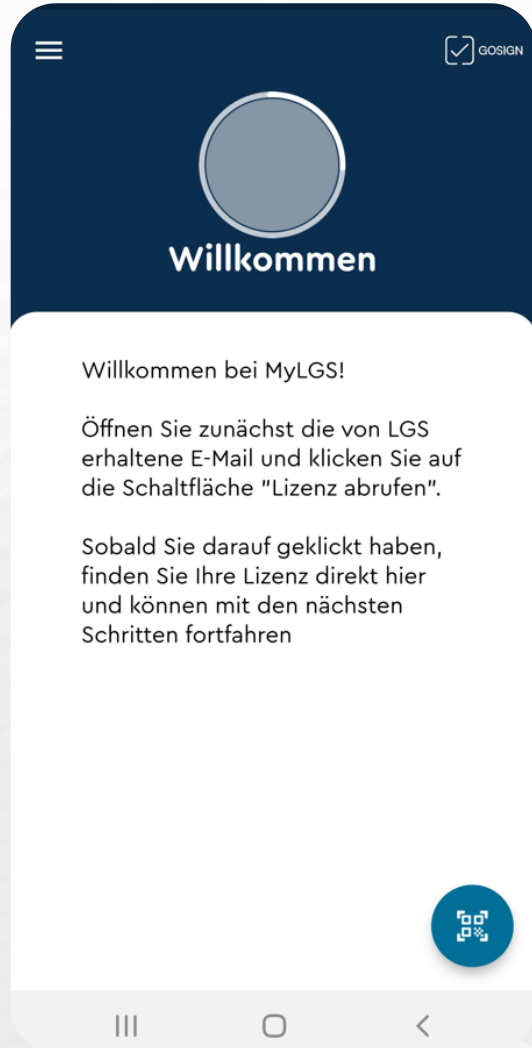 GOSIGN
Willkommen
Willkommen bei MyLGS!
Öffnen Sie zunächst die von LGS
erhaltene E-Mail und klicken Sie auf
die Schaltfläche "Lizenz abrufen".
Sobald Sie darauf geklickt haben,
finden Sie Ihre Lizenz direkt hier
und können mit den nächsten
Schritten fortfahren